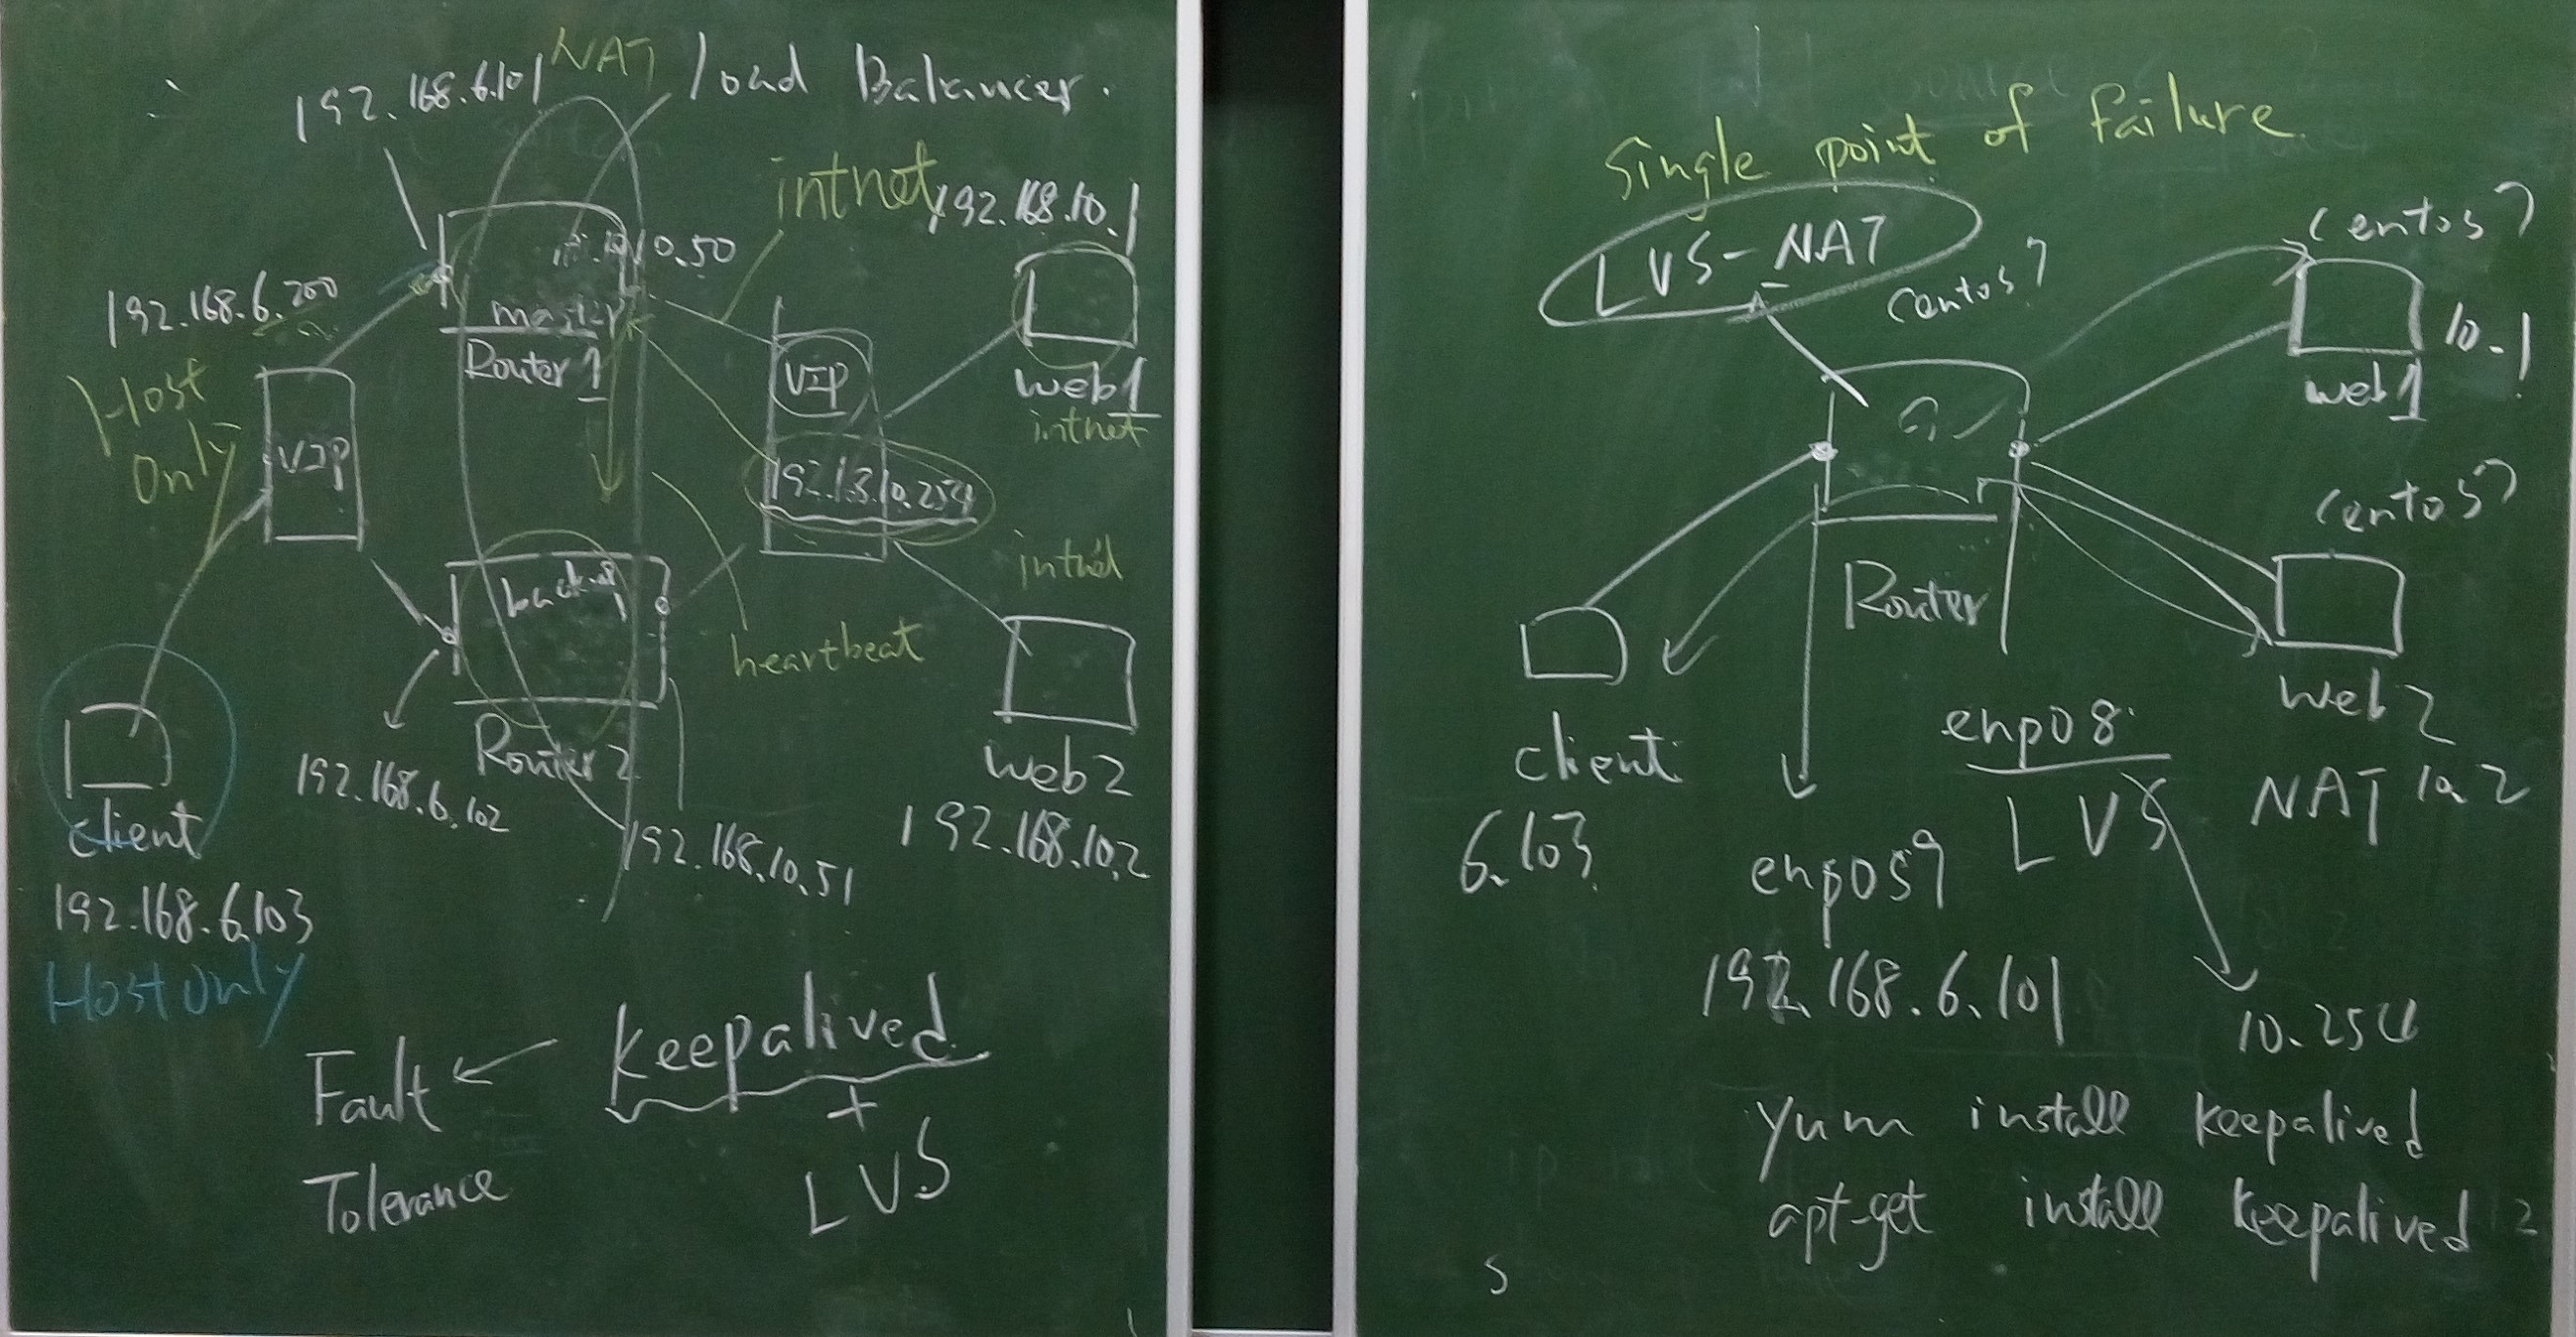 NAT
192.168.6.101
load Balancer.
intnet
192.168.10.1
10.50
192.168.6.200
master
Router 1
VIP
web1
intnet
Host
Only
VIP
192.168.10.254
backup
intnet
heartbeat
Router 2
web2
192.168.6.102
192.168.10.2
192.168.10.51
client
192.168.6.103
Host only
keepalived
Fault
+
Tolerance
LVS
Single point of failure
LVS-NAT
Centos7
Centos7
10.1
web1
Centos7
Router
web2
enp08
client
NAT
10.2
LVS
6.103
enp0s9
192.168.6.101
10.254
yum install keepalived
apt-get install keepalived
S